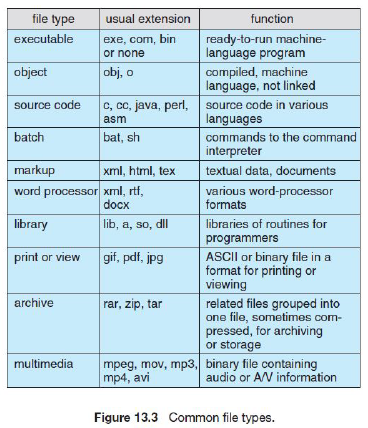 file type usual extension function
executable exe, com, bin ready-to-run machine-
or none language program
object obj, o compiled, machine
language, not linked
source code c, cc, java, perl, source code in various
asm languages
batch bat, sh commands to the command
interpreter
markup xml, html, tex textual data, documents
word processor xml, rtf, various word-processor
docx formats
library lib, a, so, dll libraries of routines for
programmers
print or view gif, pdf, jpg ASCII or binary file in a
format for printing or
viewing
archive rar, zip, tar related files grouped into
one file, sometimes com-
pressed, for archiving
or storage
multimedia mpeg, mov, mp3, binary file containing
mp4, avi audio or A/V information
Figure 13.3 Common file types.